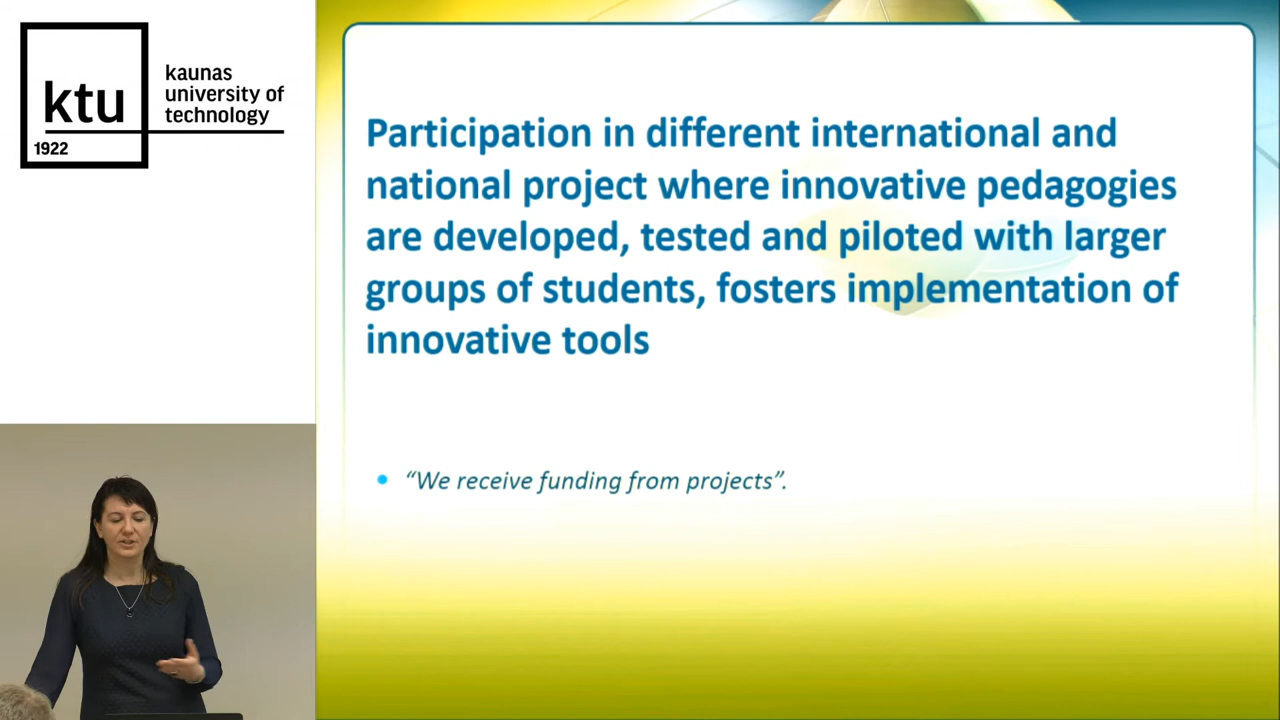 ktu
1922
kaunas
university of
technology
Participation in different international and
national project where innovative pedagogies
are developed, tested and piloted with larger
groups of students, fosters implementation of
innovative tools
• “We receive funding from projects”.